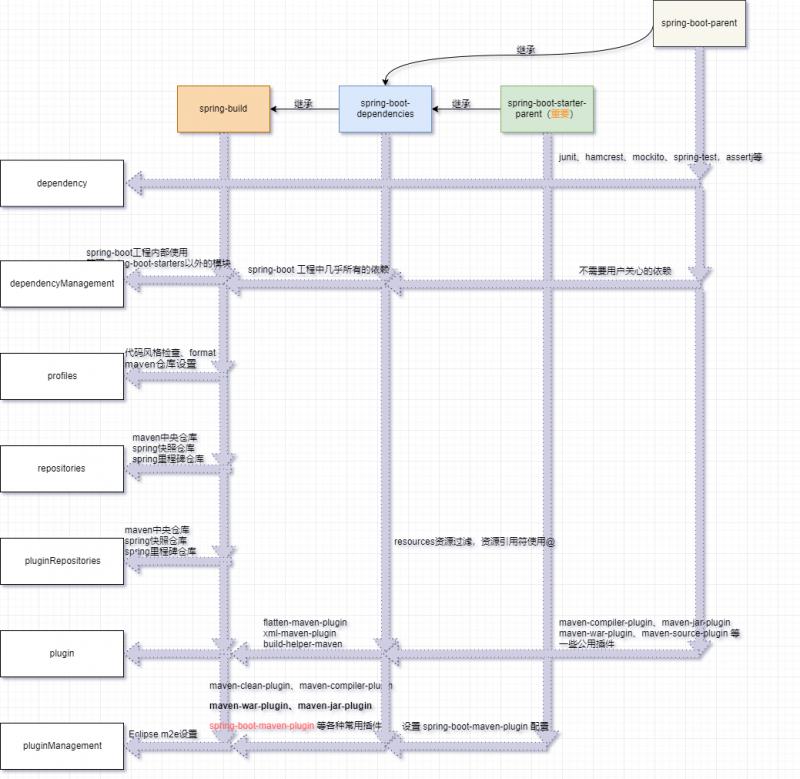 spring-boot-parent
继承
spring-build
继承
spring-boot-
dependencies
继承
spring-boot-starter-
parent（重要）
junit、hamcrest、mockito、spring-test、assertj等
dependency
spring-boot工程内部使用
g-boot-starters以外的模块
dependencyManagement
spring-boot 工程中几乎所有的依赖
不需要用户关心的依赖
代码风格检查、format
maven仓库设置
profiles
maven中央仓库
spring快照仓库
spring里程碑仓库
repositories
maven中央仓库
spring快照仓库
spring里程碑仓库
pluginRepositories
resources资源过滤，资源引用符使用@
flatten-maven-plugin
xml-maven-plugin
build-helper-maven
maven-compiler-plugin、maven-jar-plugin
maven-war-plugin、maven-source-plugin 等
一些公用插件
plugin
maven-clean-plugin、maven-compiler-plugin
maven-war-plugin、maven-jar-plugin
spring-boot-maven-plugin 等各种常用插件
Enlipse m2e设置
设置 spring-boot-maven-plugin 配置
pluginManagement